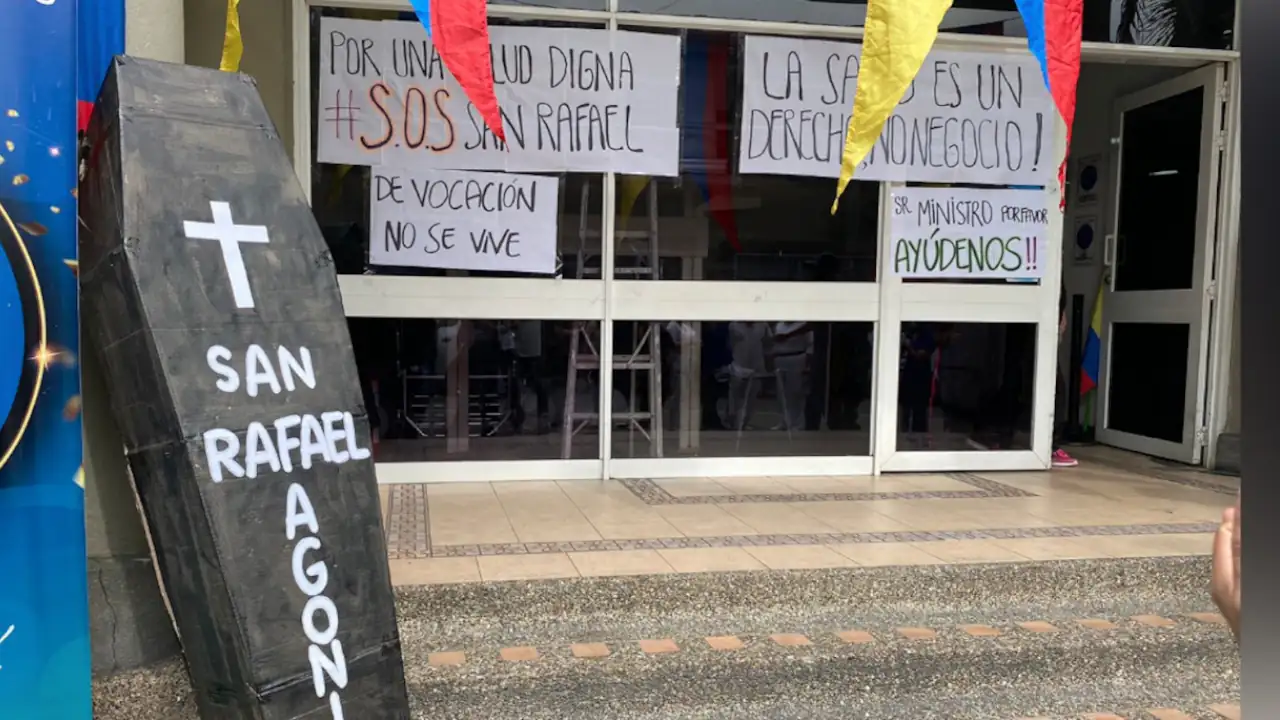 POR UNA SALUD DIGNA
#S.O.S SAN RAFAEL
DE VOCACIÓN
NO SE VIVE
LA SALUD ES UN
DERECHO, NO NEGOCIO!
SR MINISTRO POR FAVOR
AYÚDENOS!!
SAN
RAFAEL
AGONI